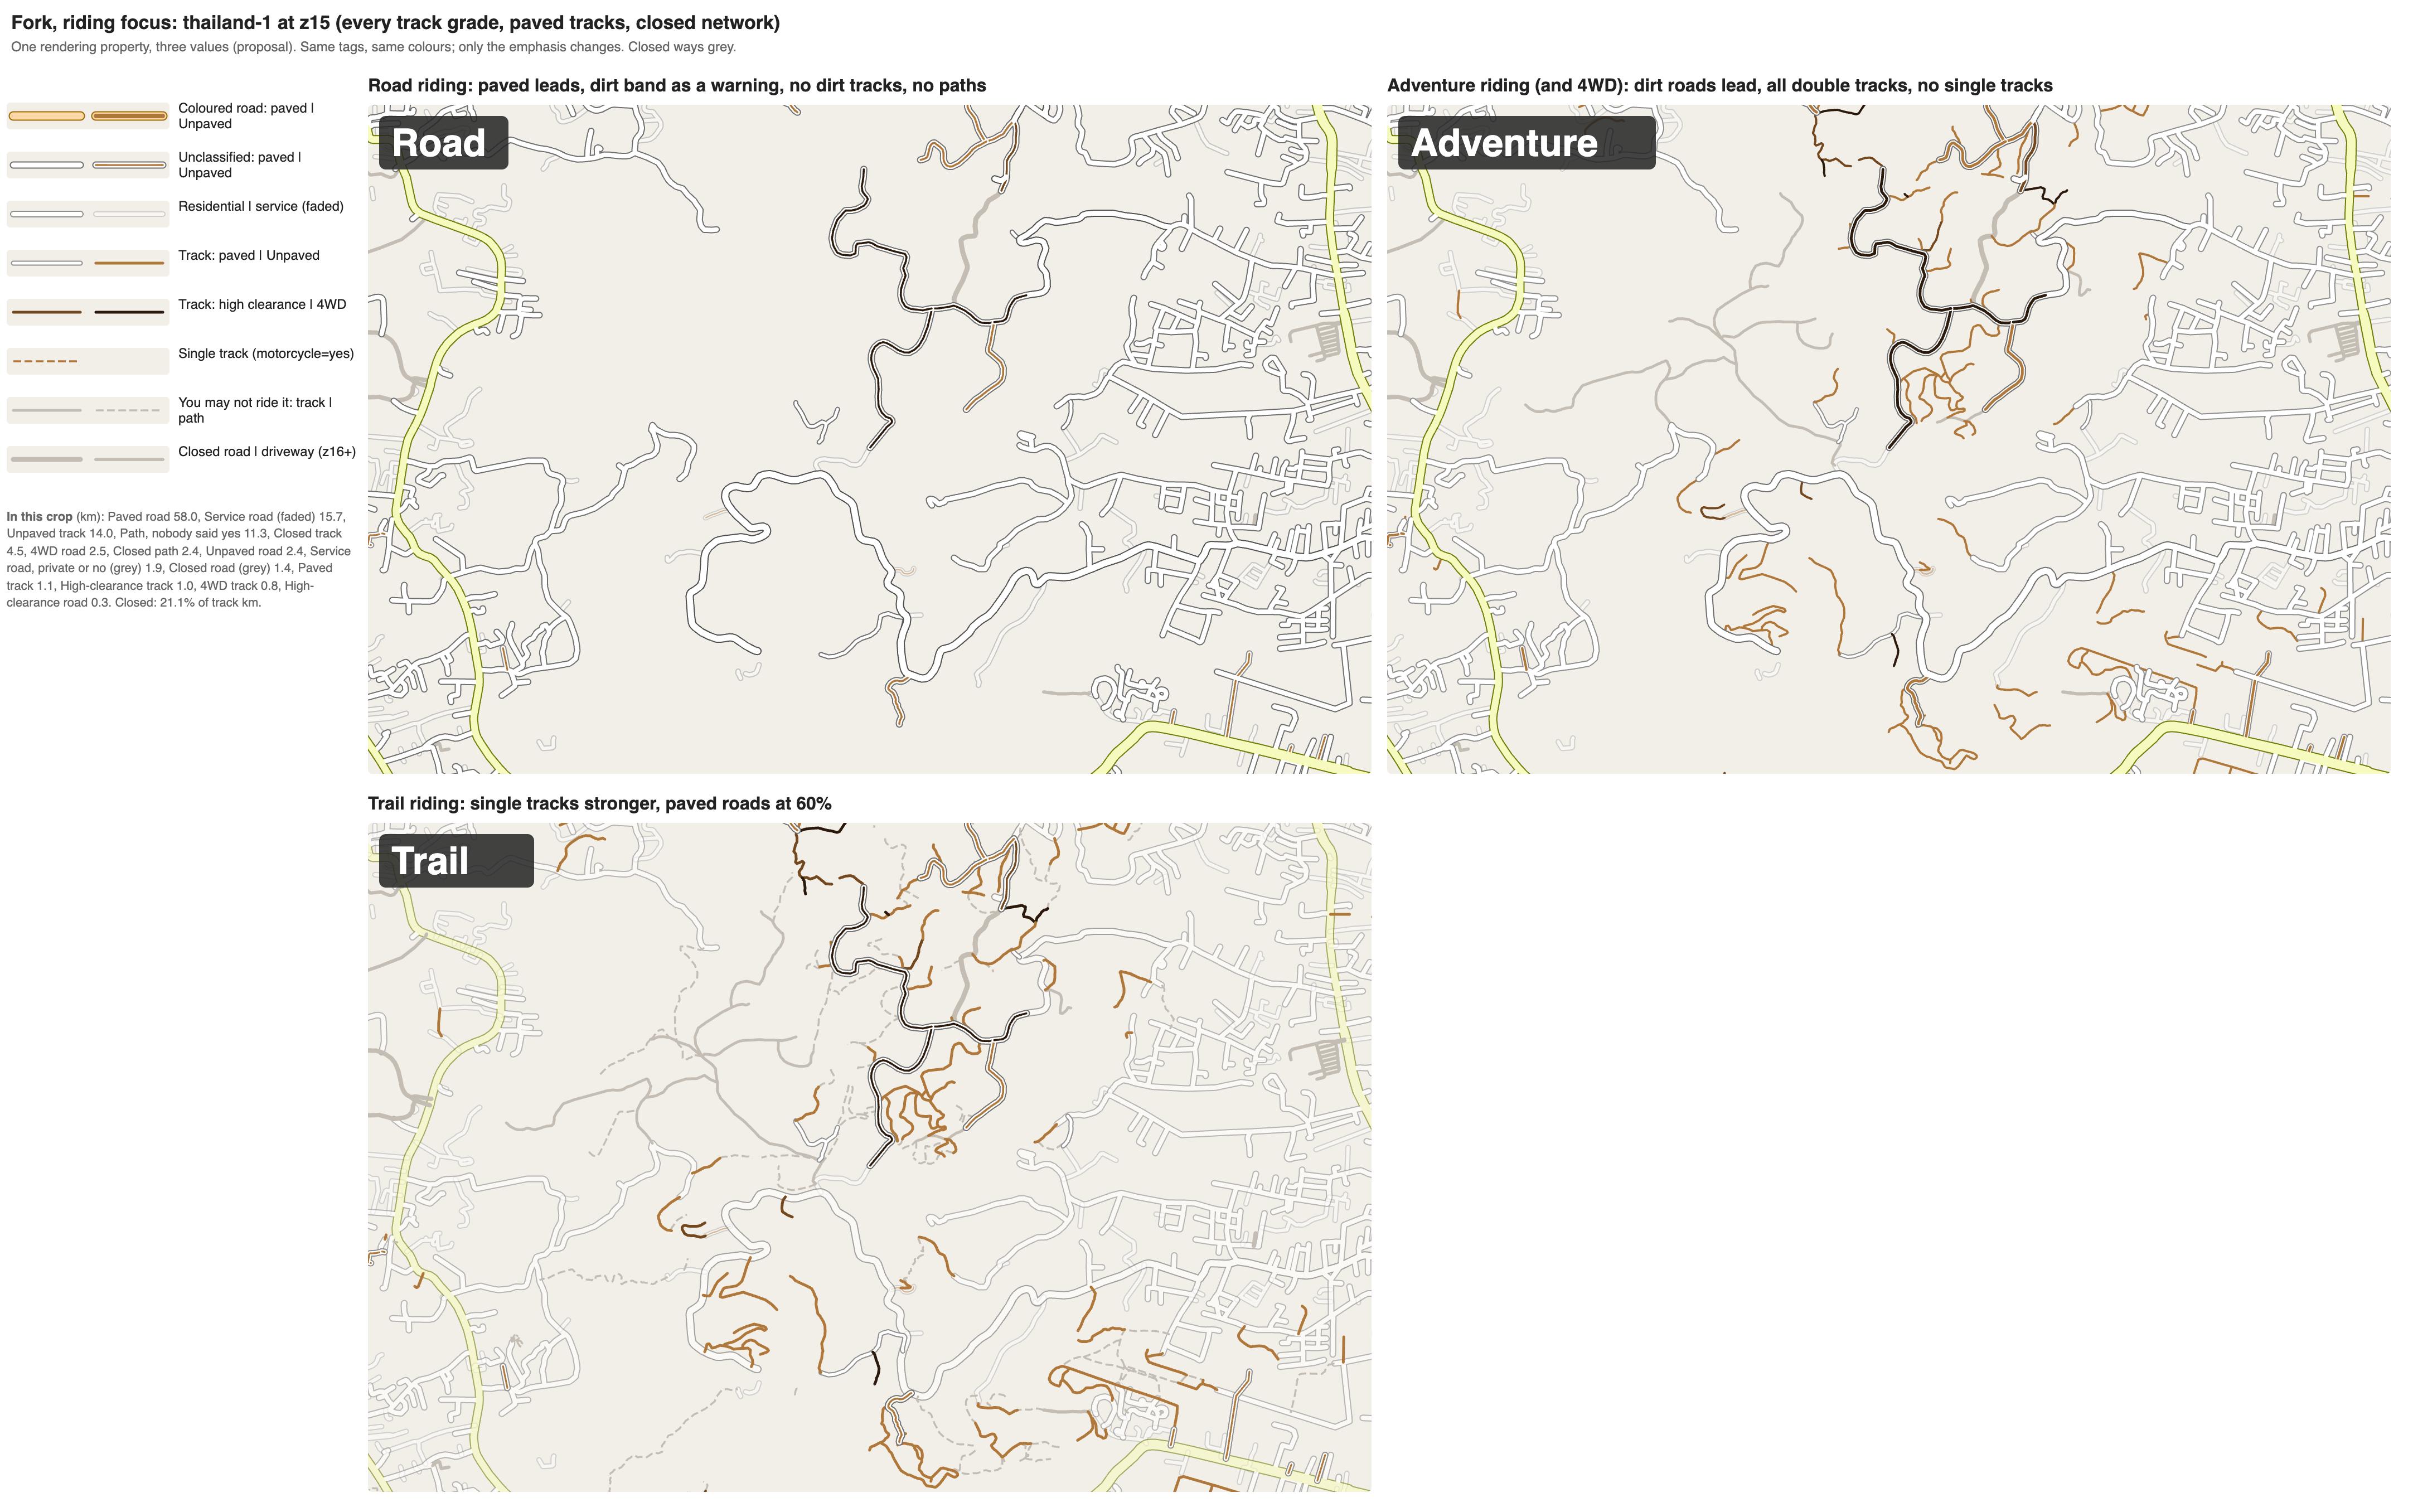 Fork, riding focus: thailand-1 at z15 (every track grade, paved tracks, closed network)
One rendering property, three values (proposal). Same tags, same colours; only the emphasis changes. Closed ways grey.
Coloured road: paved | Unpaved
Unclassified: paved | Unpaved
Residential | service (faded)
Track: paved | Unpaved
Track: high clearance | 4WD
Single track (motorcycle=yes)
You may not ride it: track | path
Closed road | driveway (z16+)
In this crop (km): Paved road 58.0, Service road (faded) 15.7,
Unpaved track 14.0, Path, nobody said yes 11.3, Closed track
4.5, 4WD road 2.5, Closed path 2.4, Unpaved road 2.4, Service
road, private or no (grey) 1.9, Closed road (grey) 1.4, Paved
track 1.1, High-clearance track 1.0, 4WD track 0.8, High-
clearance road 0.3. Closed: 21.1% of track km.
Road riding: paved leads, dirt band as a warning, no dirt tracks, no paths
Road
Adventure riding (and 4WD): dirt roads lead, all double tracks, no single tracks
Adventure
Trail riding: single tracks stronger, paved roads at 60%
Trail